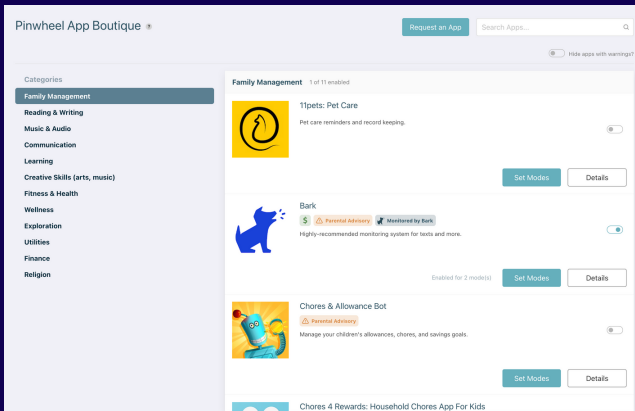 Pinwheel App Boutique
Request an App
Search Apps...
Hide apps with warnings?
Categories
Family Management
Reading & Writing
Music & Audio
Communication
Learning
Creative Skills (arts, music)
Fitness & Health
Wellness
Exploration
Utilities
Finance
Religion
Family Management 1 of 11 enabled
11pets: Pet Care
Pet care reminders and record keeping.
Set Modes Details
Bark
$ Parental Advisory Monitored by Bark
Highly-recommended monitoring system for texts and more.
Enabled for 2 mode(s) Set Modes Details
Chores & Allowance Bot
Parental Advisory
Manage your children's allowances, chores, and savings goals.
Set Modes Details
Chores 4 Rewards: Household Chores App For Kids